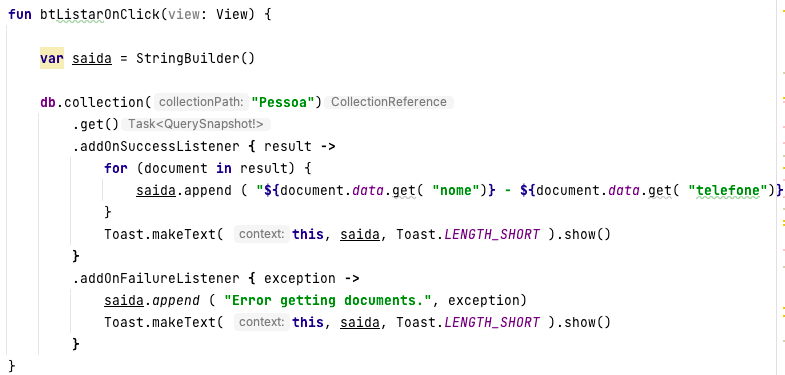 fun btListarOnClick(view: View) {
var saida = StringBuilder()
db.collection( collectionPath: "Pessoa") CollectionReference
.get() Task<QuerySnapshot!>
.addOnSuccessListener { result ->
for (document in result) {
saida.append ( "${document.data.get( "nome")} - ${document.data.get( "telefone")}
}
Toast.makeText( context: this, saida, Toast.LENGTH_SHORT ).show()
}
.addOnFailureListener { exception ->
saida.append ( "Error getting documents.", exception)
Toast.makeText( context: this, saida, Toast.LENGTH_SHORT ).show()
}
}